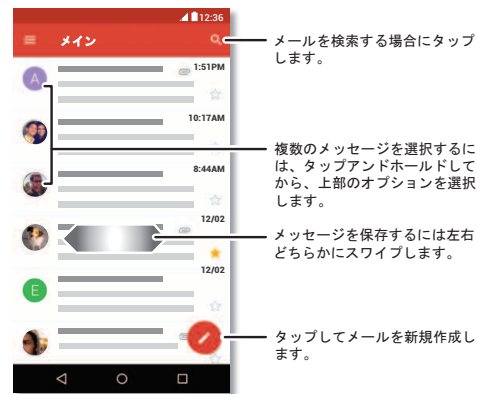 12:36
メイン
メールを検索する場合にタップ
します。
A
1:51PM
10:17AM
複数のメッセージを選択するに
は、タップアンドホールドして
から、上部のオプションを選択
します。
8:44AM
12/02
メッセージを保存するには左右
どちらかにスワイプします。
12/02
E
タップしてメールを新規作成し
ます。